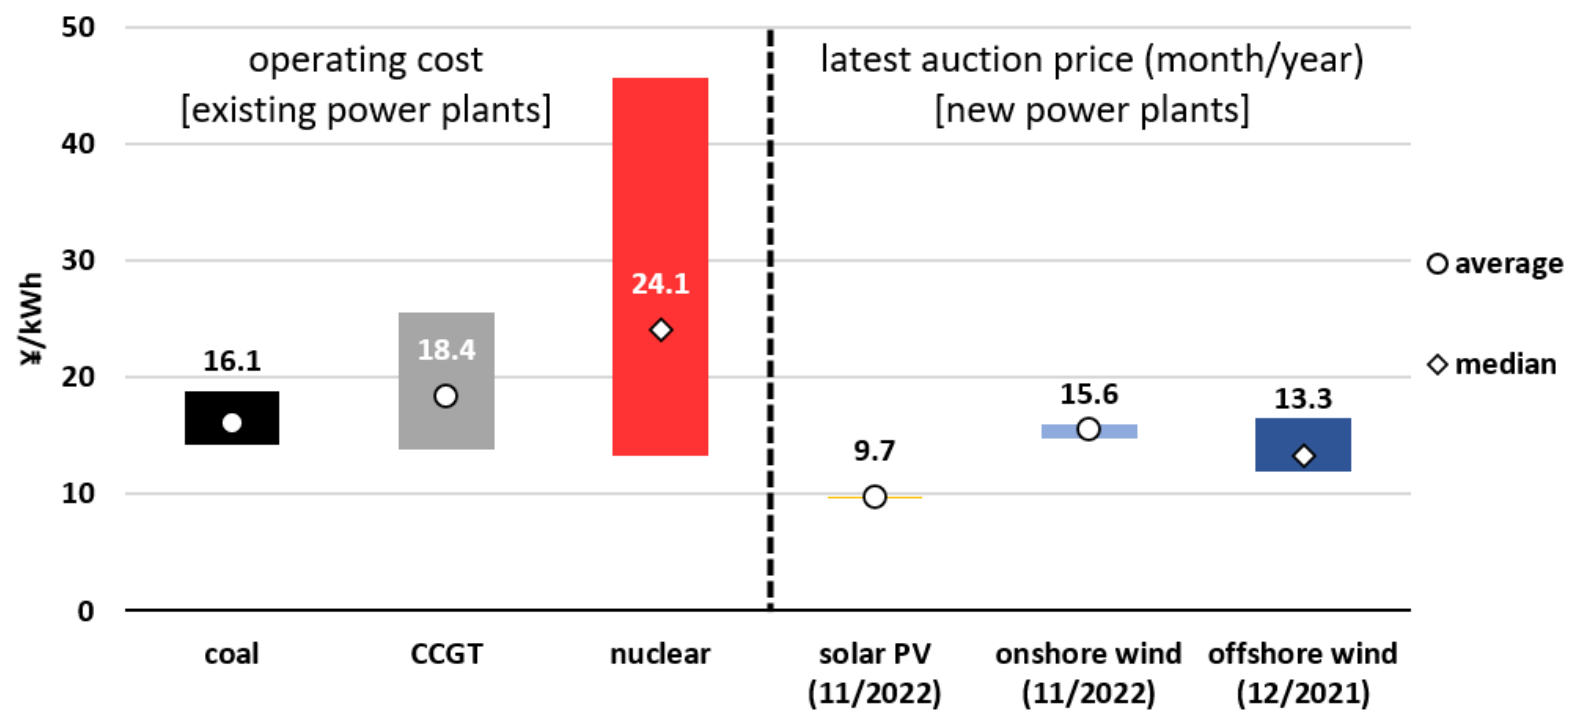 50
operating cost
[existing power plants]
latest auction price (month/year)
[new power plants]
40
30
20
10
0
¥/kWh
16.1
18.4
24.1
9.7
15.6
13.3
average
median
coal
CCGT
nuclear
solar PV
(11/2022)
onshore wind
(11/2022)
offshore wind
(12/2021)